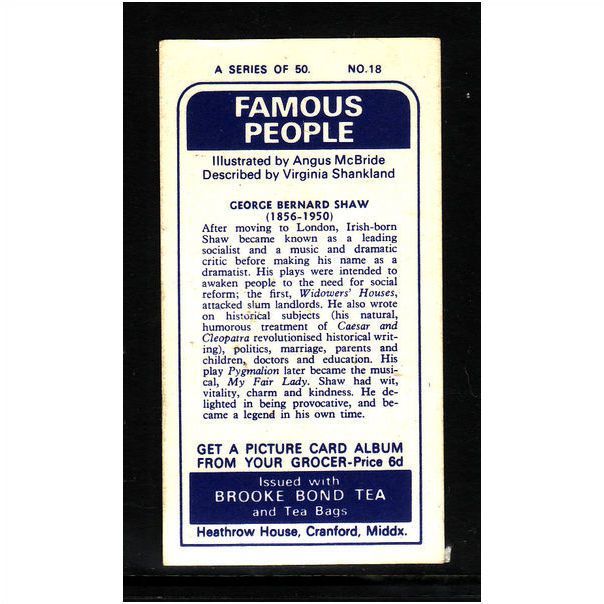 A SERIES OF 50. NO.18
FAMOUS
PEOPLE
Illustrated by Angus McBride
Described by Virginia Shankland
GEORGE BERNARD SHAW
(1856-1950)
After moving to London, Irish-born
Shaw became known as a leading
socialist and a music and dramatic
critic before making his name as a
dramatist. His plays were intended to
awaken people to the need for social
reform; the first, Widowers' Houses,
attacked slum landlords. He also wrote
on historical subjects (his natural,
humorous treatment of Caesar and
Cleopatra revolutionised historical writ-
ing), politics, marriage, parents and
children, doctors and education. His
play Pygmalion later became the musi-
cal, My Fair Lady. Shaw had wit,
vitality, charm and kindness. He de-
lighted in being provocative, and be-
came a legend in his own time.
GET A PICTURE CARD ALBUM
FROM YOUR GROCER-Price 6d
Issued with
BROOKE BOND TEA
and Tea Bags
Heathrow House, Cranford, Middx.